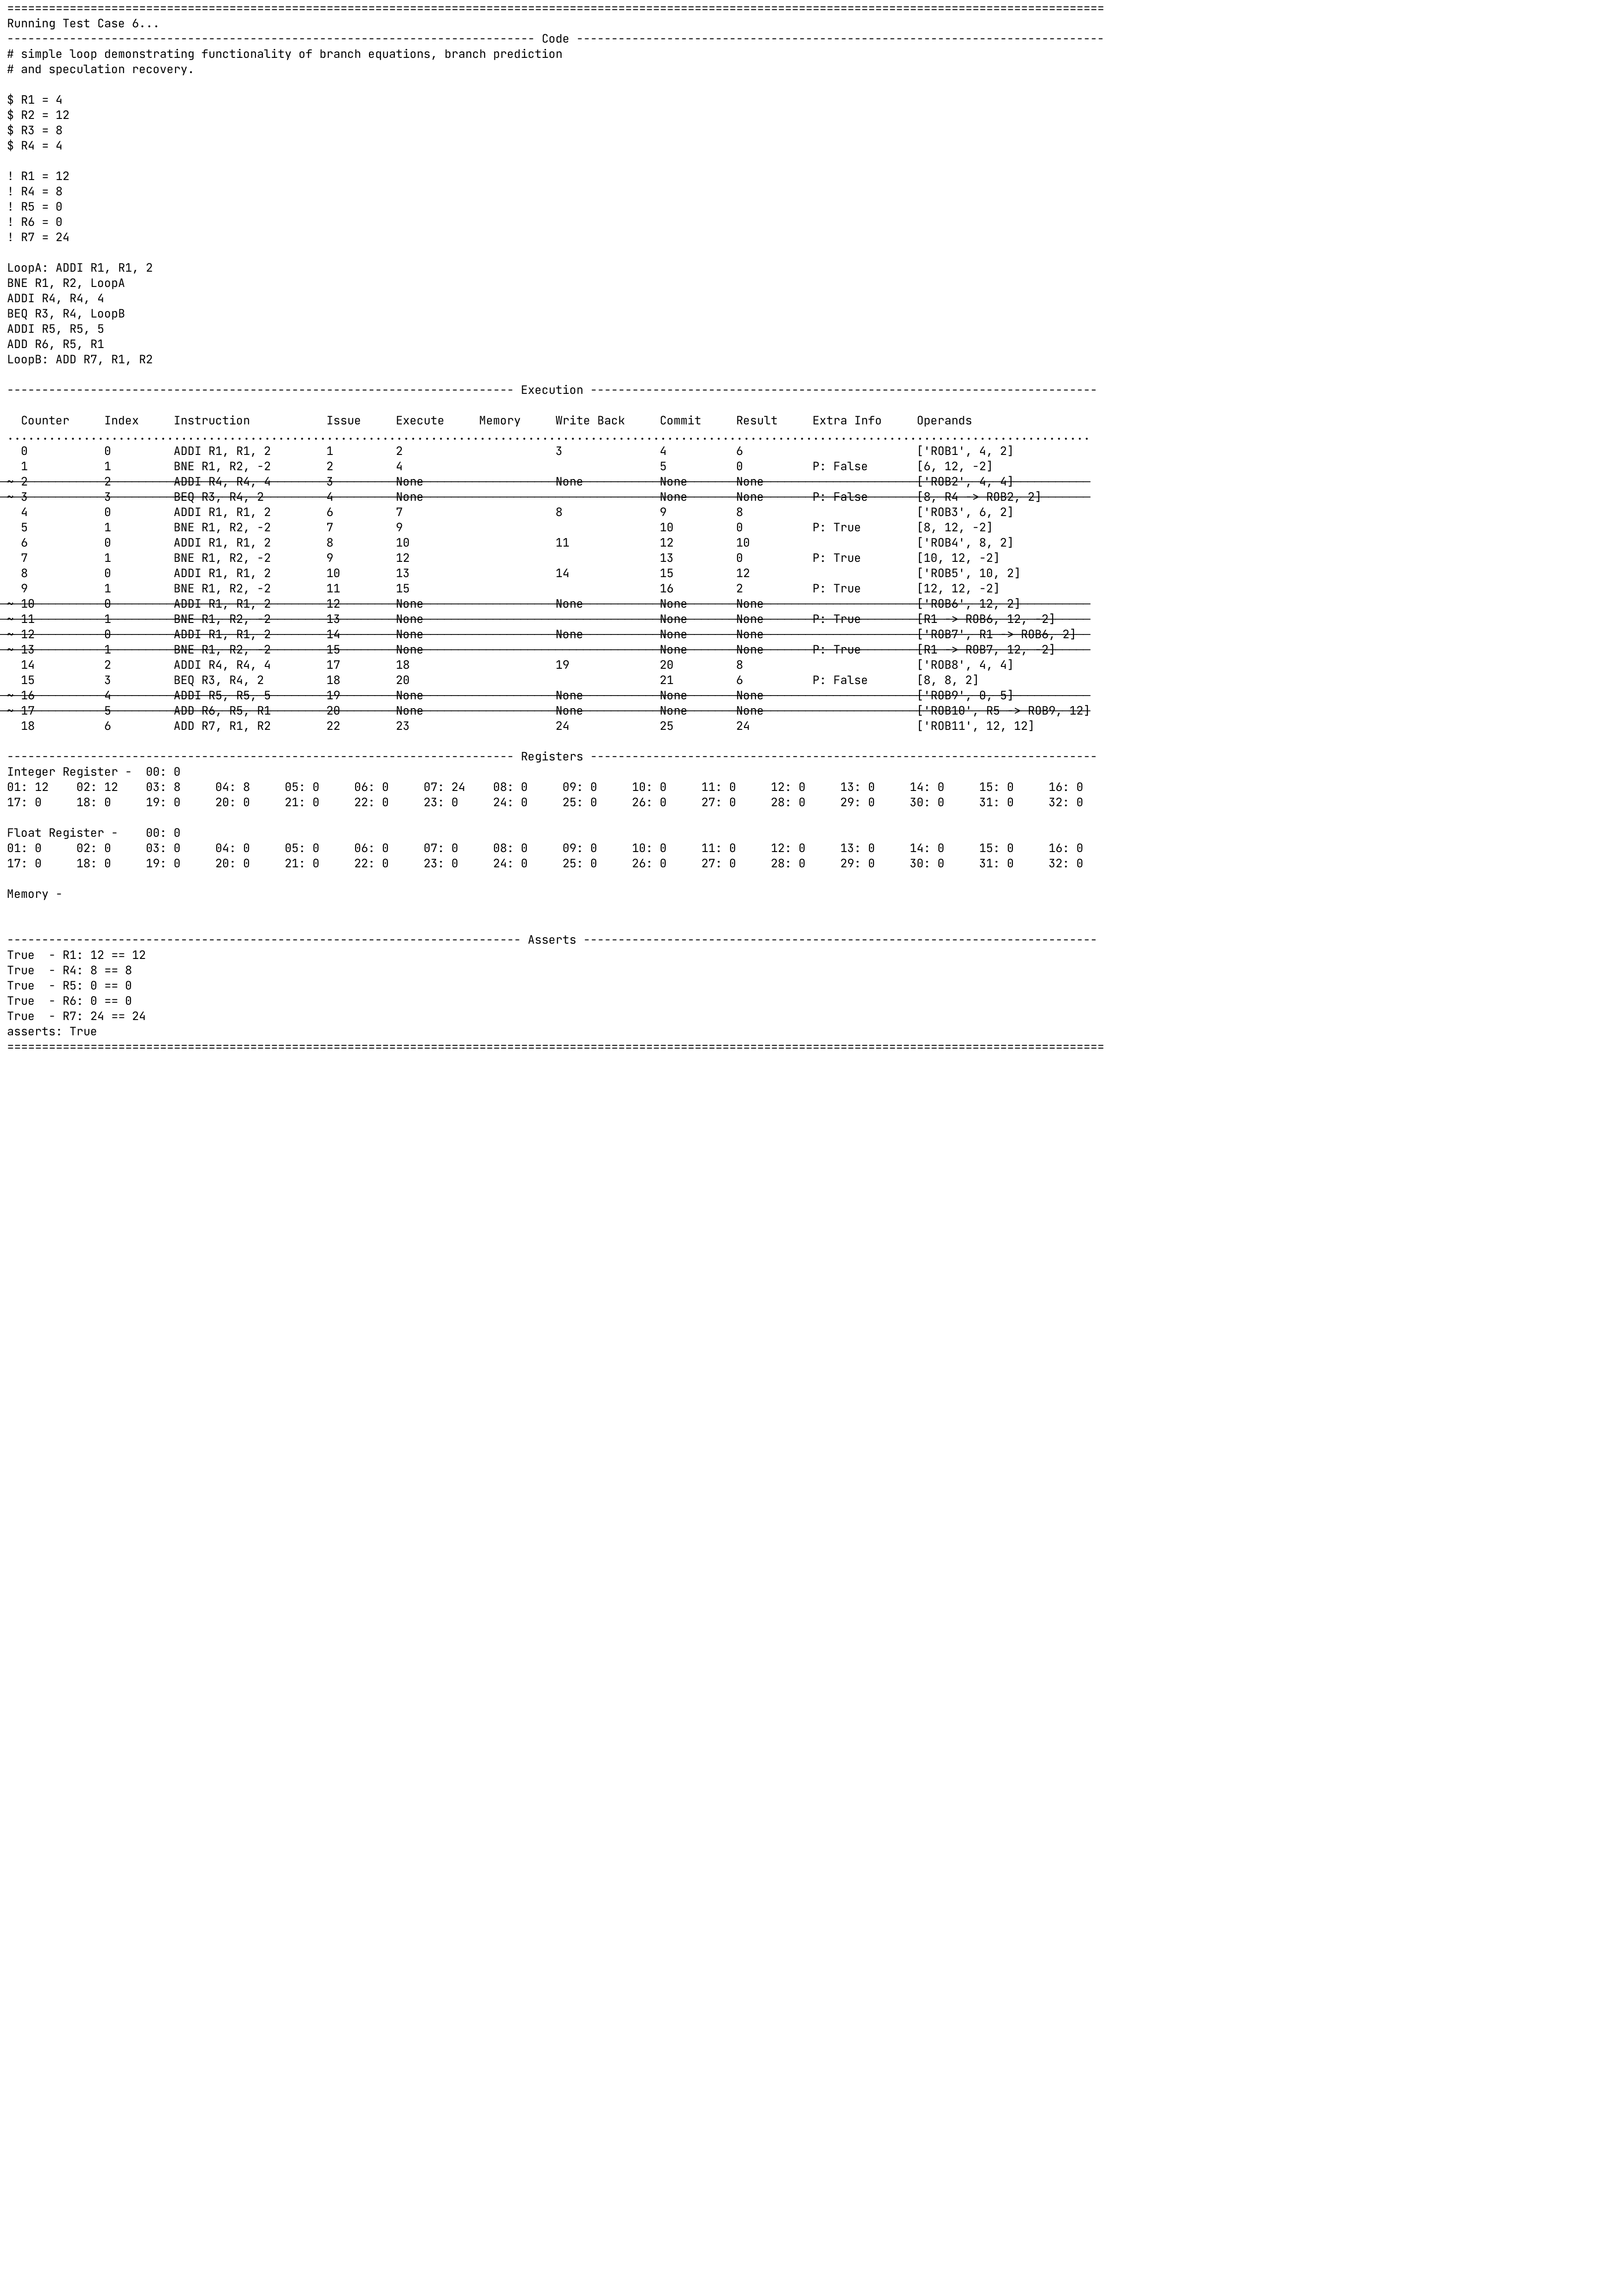 ==============================================================================================================================================================
Running Test Case 6...
---------------------------------------------------------------------------- Code ----------------------------------------------------------------------------
# simple loop demonstrating functionality of branch equations, branch prediction
# and speculation recovery.
$ R1 = 4
$ R2 = 12
$ R3 = 8
$ R4 = 4
! R1 = 12
! R4 = 8
! R5 = 0
! R6 = 0
! R7 = 24
LoopA: ADDI R1, R1, 2
BNE R1, R2, LoopA
ADDI R4, R4, 4
BEQ R3, R4, LoopB
ADDI R5, R5, 5
ADD R6, R5, R1
LoopB: ADD R7, R1, R2
------------------------------------------------------------------------- Execution -------------------------------------------------------------------------
  Counter     Index     Instruction           Issue     Execute     Memory     Write Back     Commit     Result     Extra Info     Operands
............................................................................................................................................................
  0           0         ADDI R1, R1, 2        1         2                      3              4          6                         ['ROB1', 4, 2]
  1           1         BNE R1, R2, -2        2         4                                     5          0          P: False       [6, 12, -2]
~ 2           2         ADDI R4, R4, 4        3         None                   None           None       None                      ['ROB2', 4, 4]
~ 3           3         BEQ R3, R4, 2         4         None                                  None       None       P: False       [8, R4 -> ROB2, 2]
  4           0         ADDI R1, R1, 2        6         7                      8              9          8                         ['ROB3', 6, 2]
  5           1         BNE R1, R2, -2        7         9                                     10         0          P: True        [8, 12, -2]
  6           0         ADDI R1, R1, 2        8         10                     11             12         10                        ['ROB4', 8, 2]
  7           1         BNE R1, R2, -2        9         12                                    13         0          P: True        [10, 12, -2]
  8           0         ADDI R1, R1, 2        10        13                     14             15         12                        ['ROB5', 10, 2]
  9           1         BNE R1, R2, -2        11        15                                    16         2          P: True        [12, 12, -2]
~ 10          0         ADDI R1, R1, 2        12        None                   None           None       None                      ['ROB6', 12, 2]
~ 11          1         BNE R1, R2, -2        13        None                                  None       None       P: True        [R1 -> ROB6, 12, -2]
~ 12          0         ADDI R1, R1, 2        14        None                   None           None       None                      ['ROB7', R1 -> ROB6, 2]
~ 13          1         BNE R1, R2, -2        15        None                                  None       None       P: True        [R1 -> ROB7, 12, -2]
  14          2         ADDI R4, R4, 4        17        18                     19             20         8                         ['ROB8', 4, 4]
  15          3         BEQ R3, R4, 2         18        20                                    21         6          P: False       [8, 8, 2]
~ 16          4         ADDI R5, R5, 5        19        None                   None           None       None                      ['ROB9', 0, 5]
~ 17          5         ADD R6, R5, R1        20        None                   None           None       None                      ['ROB10', R5 -> ROB9, 12]
  18          6         ADD R7, R1, R2        22        23                     24             25         24                        ['ROB11', 12, 12]
------------------------------------------------------------------------- Registers -------------------------------------------------------------------------
Integer Register -  00: 0
01: 12    02: 12    03: 8     04: 8     05: 0     06: 0     07: 24    08: 0     09: 0     10: 0     11: 0     12: 0     13: 0     14: 0     15: 0     16: 0
17: 0     18: 0     19: 0     20: 0     21: 0     22: 0     23: 0     24: 0     25: 0     26: 0     27: 0     28: 0     29: 0     30: 0     31: 0     32: 0
Float Register -    00: 0
01: 0     02: 0     03: 0     04: 0     05: 0     06: 0     07: 0     08: 0     09: 0     10: 0     11: 0     12: 0     13: 0     14: 0     15: 0     16: 0
17: 0     18: 0     19: 0     20: 0     21: 0     22: 0     23: 0     24: 0     25: 0     26: 0     27: 0     28: 0     29: 0     30: 0     31: 0     32: 0
Memory -
-------------------------------------------------------------------------- Asserts --------------------------------------------------------------------------
True  - R1: 12 == 12
True  - R4: 8 == 8
True  - R5: 0 == 0
True  - R6: 0 == 0
True  - R7: 24 == 24
asserts: True
==============================================================================================================================================================